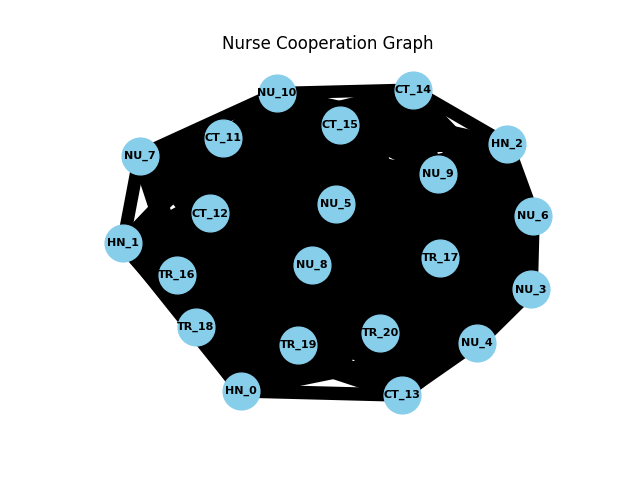 Nurse Cooperation Graph
NU_10
CT_14
CT_15
CT_11
HN_2
NU_7
NU_9
NU_5
CT_12
NU_6
HN_1
TR_17
NU_8
TR_16
NU_3
TR_18
TR_20
NU_4
TR_19
HN_0
CT_13